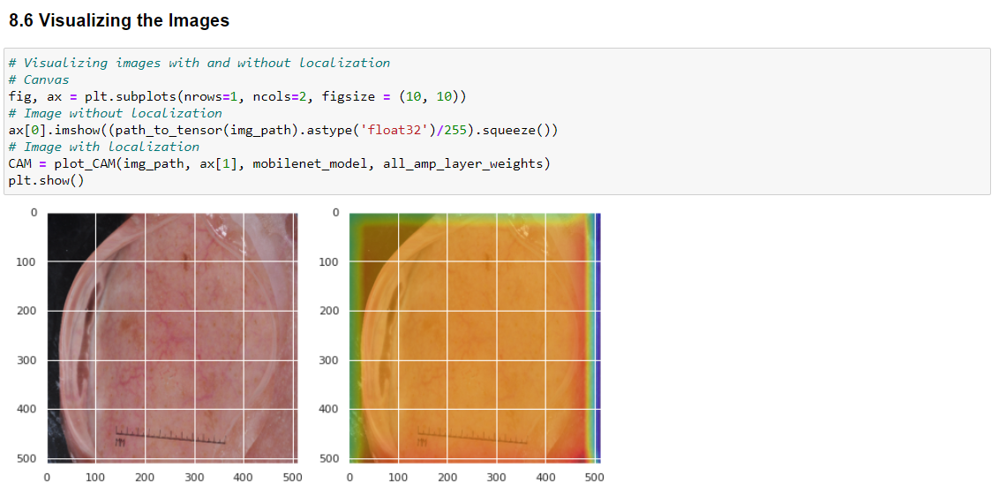 8.6 Visualizing the Images
# Visualizing images with and without localization
# Canvas
fig, ax = plt.subplots(nrows=1, ncols=2, figsize = (10, 10))
# Image without localization
ax[0].imshow((path_to_tensor(img_path).astype('float32')/255).squeeze())
# Image with localization
CAM = plot_CAM(img_path, ax[1], mobilenet_model, all_amp_layer_weights)
plt.show()
0
100
200
300
400
500
0 100 200 300 400 500
0
100
200
300
400
500
0 100 200 300 400 500